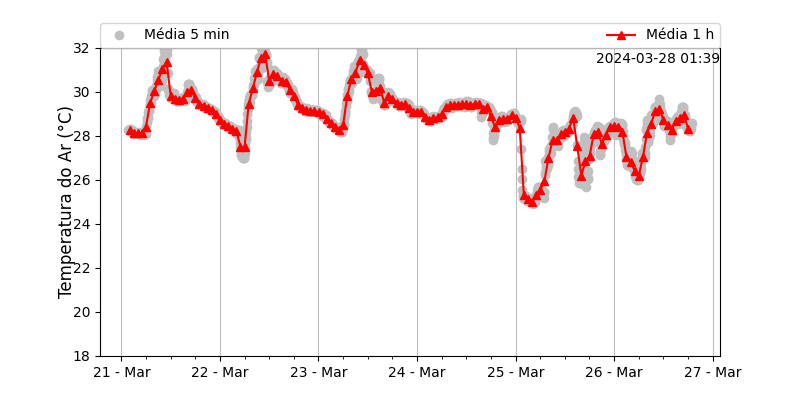 Média 5 min
Média 1 h
2024-03-28 01:39
Temperatura do Ar (°C)
32
30
28
26
24
22
20
18
21 - Mar
22 - Mar
23 - Mar
24 - Mar
25 - Mar
26 - Mar
27 - Mar